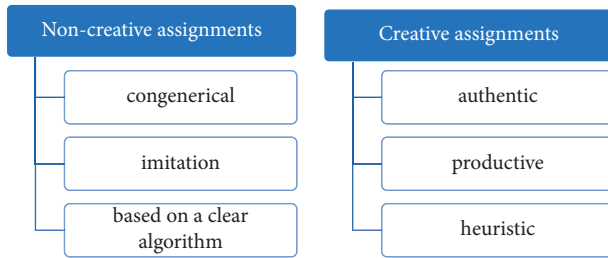 Non-creative assignments
congenerical
imitation
based on a clear
algorithm
Creative assignments
authentic
productive
heuristic